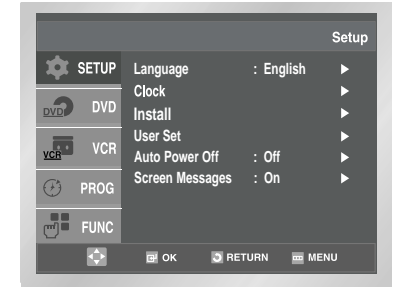 Setup
SETUP
DVD
DVD
VCR
VCR
PROG
FUNC
Language : English ►
Clock ►
Install ►
User Set ►
Auto Power Off : Off ►
Screen Messages : On ►
OK RETURN MENU